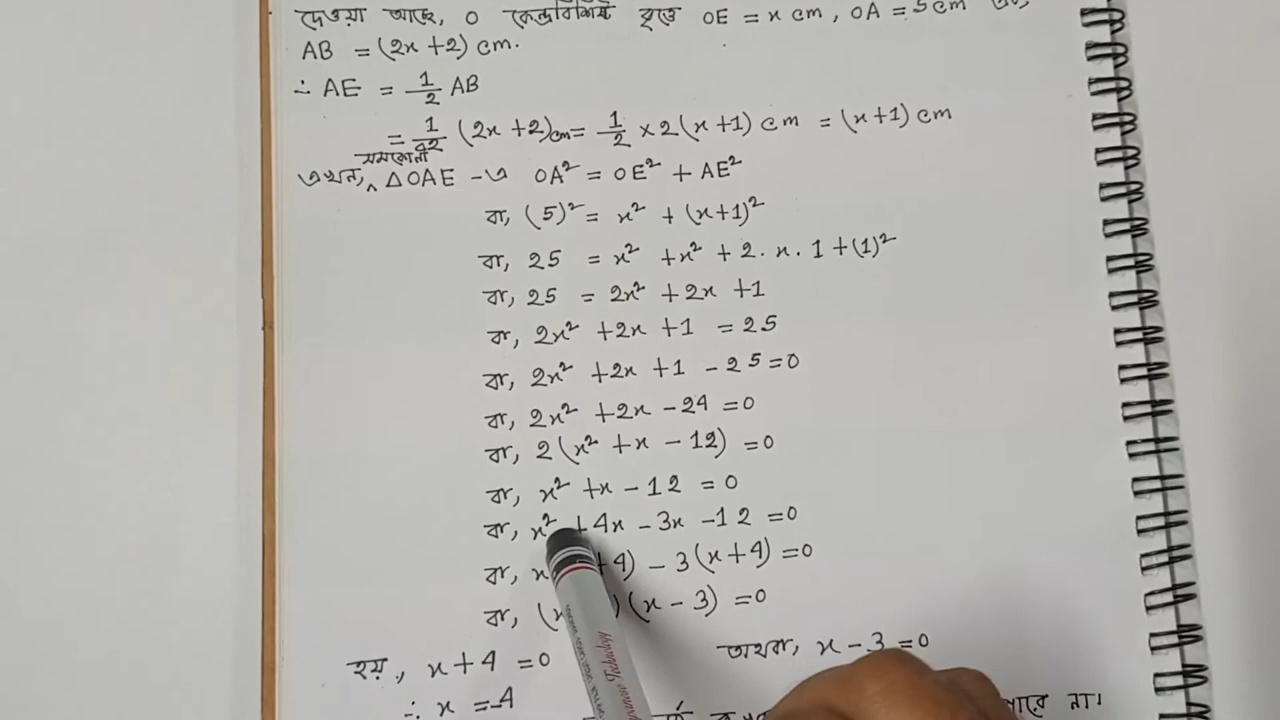 দেওয়া আছে, O কেন্দ্রবিশিষ্ট বৃত্তে OE = x cm, OA = 5 cm
AB = (2x + 2) cm.
∴ AE = 1/2 AB
= 1/2 (2x + 2) cm = 1/2 × 2(x + 1) cm = (x + 1) cm
এখন, সমকোণী ΔOAE - এ OA² = OE² + AE²
বা, (5)² = x² + (x+1)²
বা, 25 = x² + x² + 2 . x . 1 + (1)²
বা, 25 = 2x² + 2x + 1
বা, 2x² + 2x + 1 = 25
বা, 2x² + 2x + 1 - 25 = 0
বা, 2x² + 2x - 24 = 0
বা, 2(x² + x - 12) = 0
বা, x² + x - 12 = 0
বা, x² + 4x - 3x - 12 = 0
বা, x 4) - 3(x + 4) = 0
বা, (x )(x - 3) = 0
হয়, x + 4 = 0 অথবা, x - 3 = 0
∴ x = -4 না।